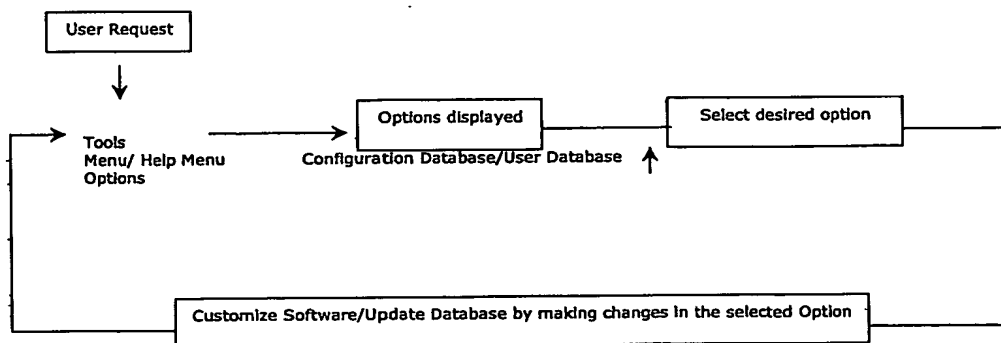 User Request
Options displayed
Select desired option
Tools
Menu/ Help Menu
Options
Configuration Database/User Database
Customize Software/Update Database by making changes in the selected Option